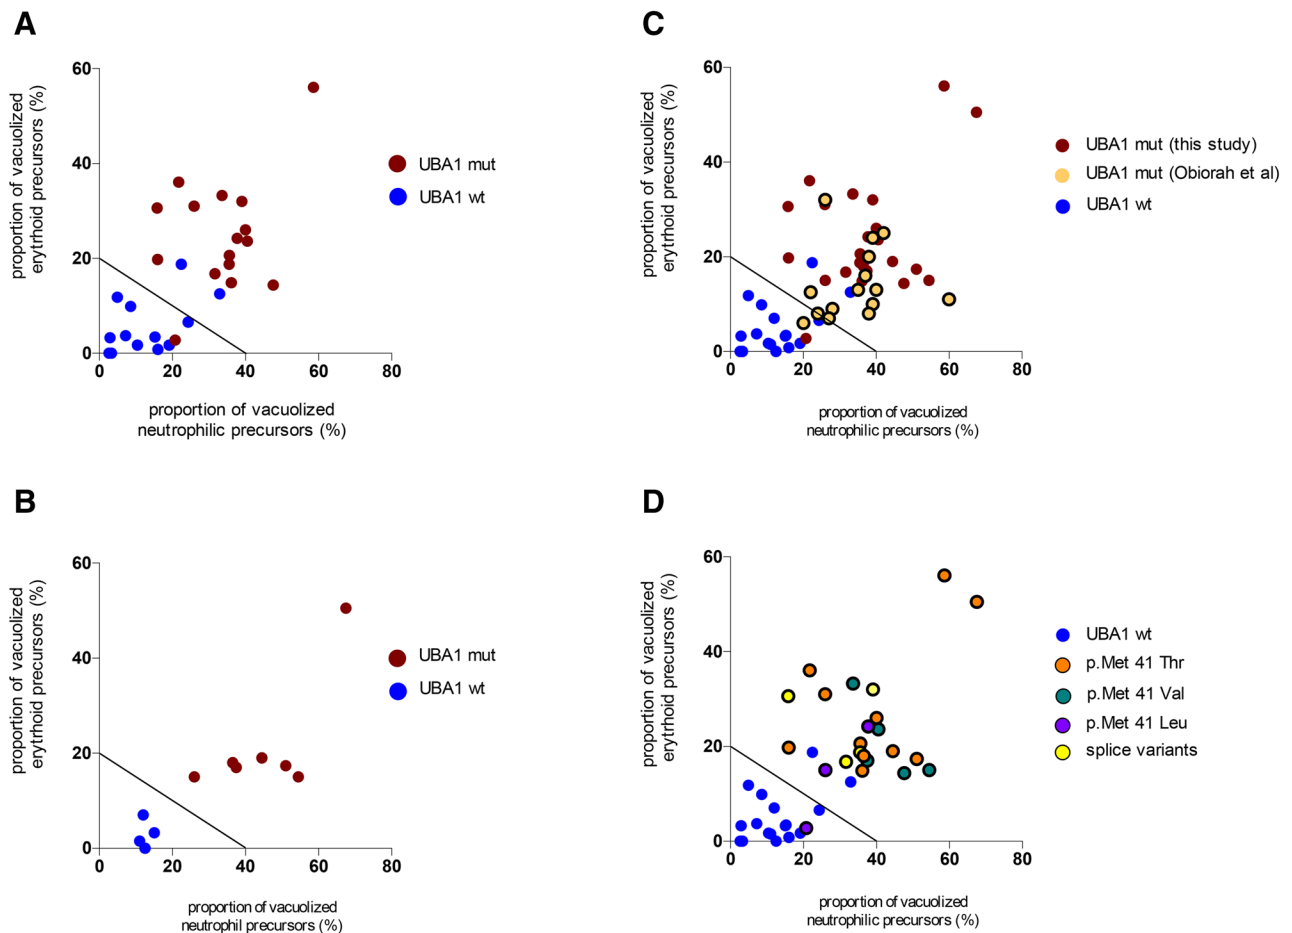 A
60
40
20
0
0
20
40
60
80
proportion of vacuolized
eryrthroid precursors (%)
proportion of vacuolized
neutrophilic precursors (%)
UBA1 mut
UBA1 wt
C
60
40
20
0
0
20
40
60
80
proportion of vacuolized
eryrthroid precursors (%)
proportion of vacuolized
neutrophilic precursors (%)
UBA1 mut (this study)
UBA1 mut (Obiorah et al)
UBA1 wt
B
60
40
20
0
0
20
40
60
80
proportion of vacuolized
eryrthroid precursors (%)
proportion of vacuolized
neutrophil precursors (%)
UBA1 mut
UBA1 wt
D
60
40
20
0
0
20
40
60
80
proportion of vacuolized
eryrthroid precursors (%)
proportion of vacuolized
neutrophilic precursors (%)
UBA1 wt
p.Met 41 Thr
p.Met 41 Val
p.Met 41 Leu
splice variants